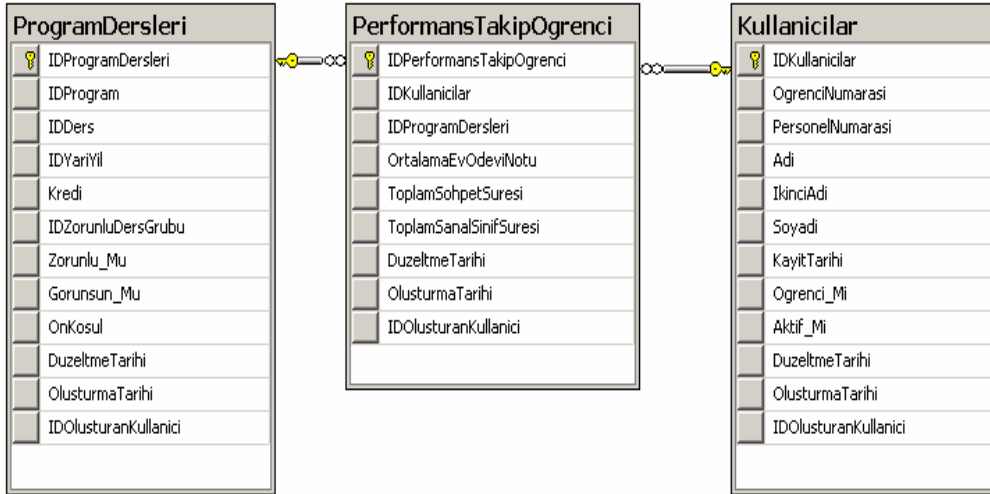 ProgramDersleri
IDProgramDersleri
IDProgram
IDDers
IDYariYil
Kredi
IDZorunluDersGrubu
Zorunlu_Mu
Gorunsun_Mu
OnKosul
DuzeltmeTarihi
OlusturmaTarihi
IDOlusturanKullanici
PerformansTakipOgrenci
IDPerformansTakipOgrenci
IDKullanicilar
IDProgramDersleri
OrtalamaEvOdeviNotu
ToplamSohpetSuresi
ToplamSanalSinifSuresi
DuzeltmeTarihi
OlusturmaTarihi
IDOlusturanKullanici
Kullanicilar
IDKullanicilar
OgrenciNumarasi
PersonelNumarasi
Adi
IkinciAdi
Soyadi
KayitTarihi
Ogrenci_Mi
Aktif_Mi
DuzeltmeTarihi
OlusturmaTarihi
IDOlusturanKullanici